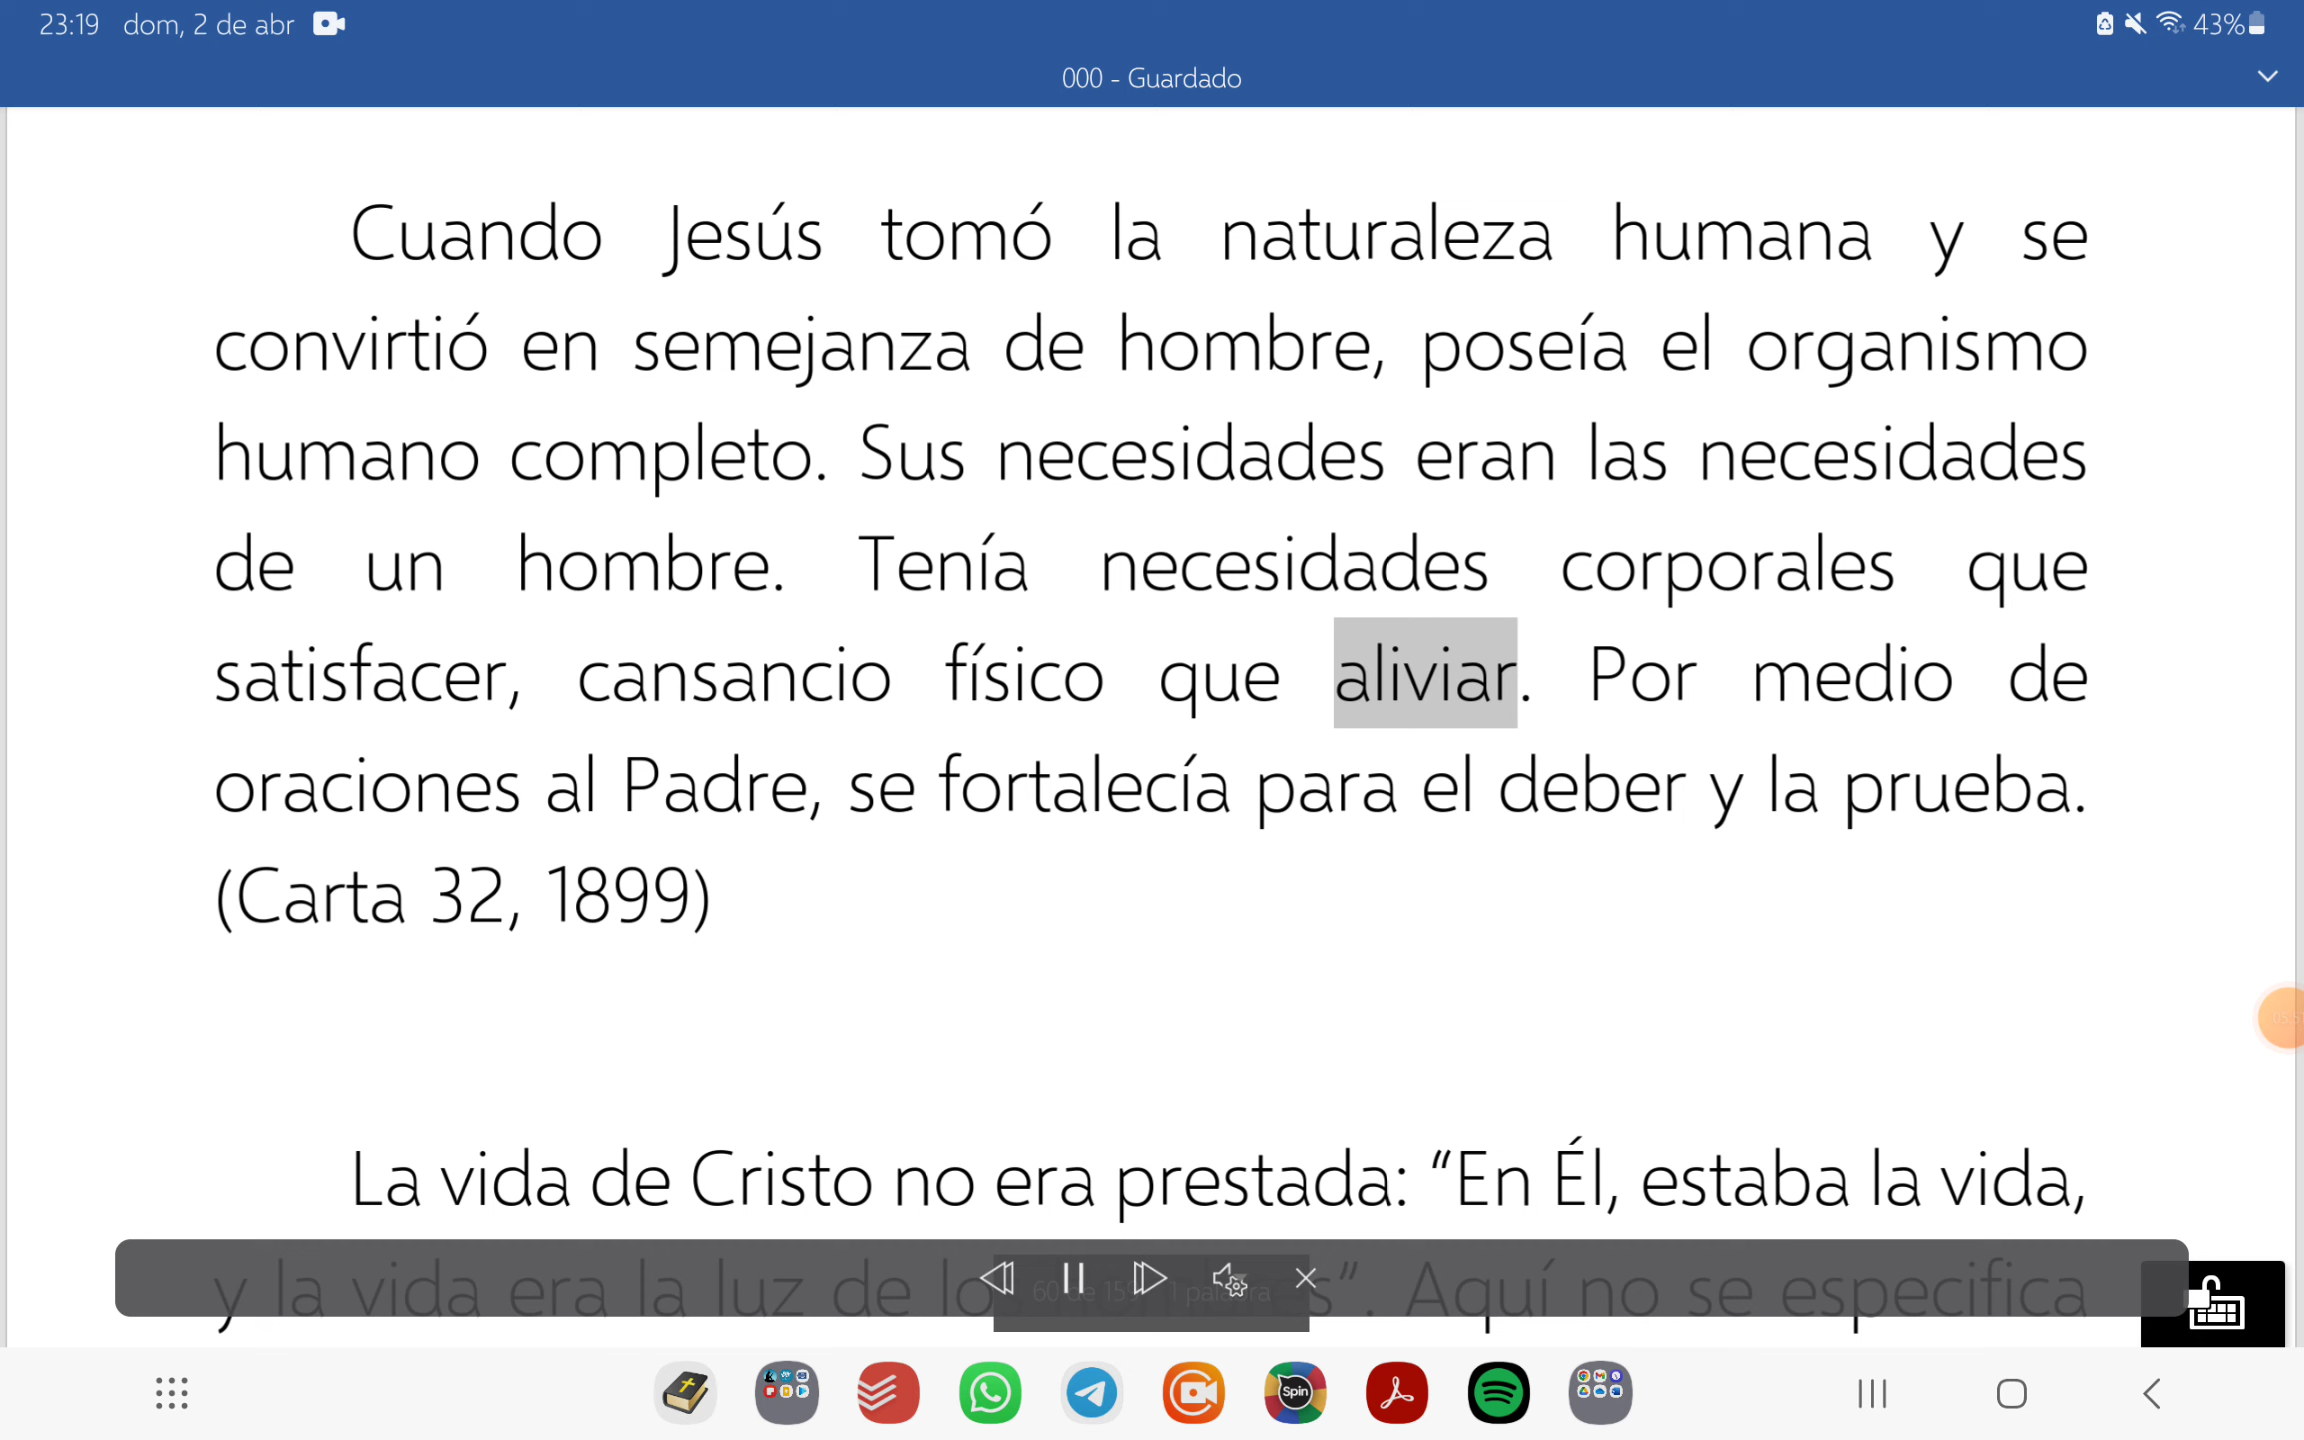 23:19 dom, 2 de abr 43%
000 - Guardado
Cuando Jesús tomó la naturaleza humana y se
convirtió en semejanza de hombre, poseía el organismo
humano completo. Sus necesidades eran las necesidades
de un hombre. Tenía necesidades corporales que
satisfacer, cansancio físico que aliviar. Por medio de
oraciones al Padre, se fortalecía para el deber y la prueba.
(Carta 32, 1899)
La vida de Cristo no era prestada: “En Él, estaba la vida,
y la vida era la luz de los”. Aquí no se especifica
Spin